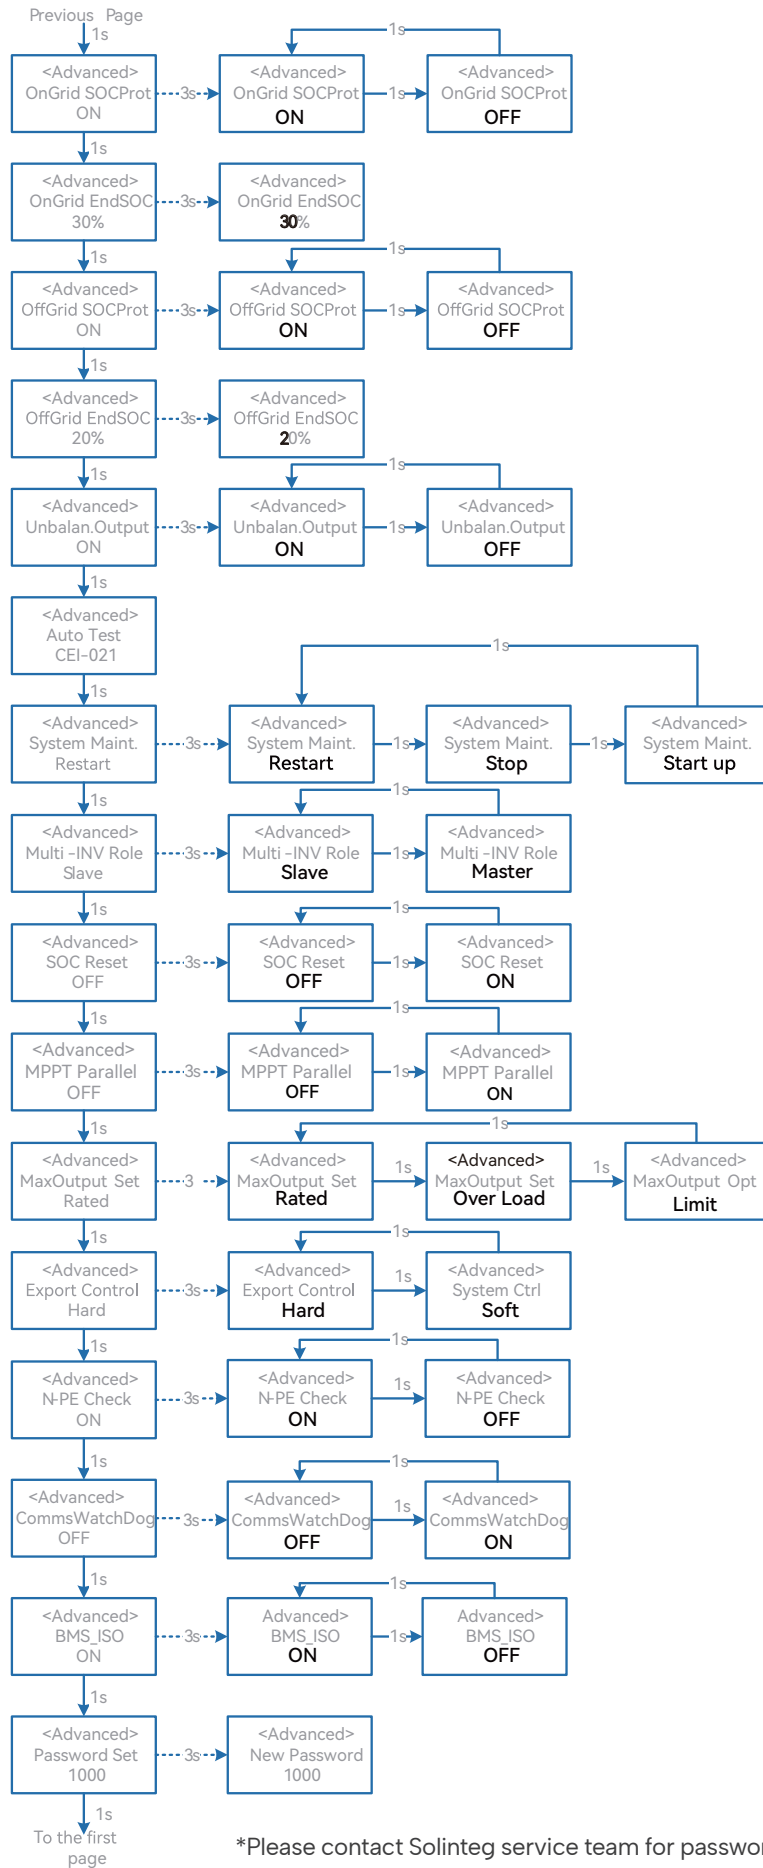 Previous Page
1s
1s
<Advanced>
OnGrid SOCProt
ON
3s
<Advanced>
OnGrid SOCProt
ON
1s
<Advanced>
OnGrid SOCProt
OFF
1s
<Advanced>
OnGrid EndSOC
30%
3s
<Advanced>
OnGrid EndSOC
30%
1s
1s
<Advanced>
OffGrid SOCProt
ON
3s
<Advanced>
OffGrid SOCProt
ON
1s
<Advanced>
OffGrid SOCProt
OFF
1s
<Advanced>
OffGrid EndSOC
20%
3s
<Advanced>
OffGrid EndSOC
20%
1s
1s
<Advanced>
Unbalan.Output
ON
3s
<Advanced>
Unbalan.Output
ON
1s
<Advanced>
Unbalan.Output
OFF
1s
<Advanced>
Auto Test
CEI-021
1s
1s
<Advanced>
System Maint.
Restart
3s
<Advanced>
System Maint.
Restart
1s
<Advanced>
System Maint.
Stop
1s
<Advanced>
System Maint.
Start up
1s
1s
<Advanced>
Multi-INV Role
Slave
3s
<Advanced>
Multi-INV Role
Slave
1s
<Advanced>
Multi-INV Role
Master
1s
1s
<Advanced>
SOC Reset
OFF
3s
<Advanced>
SOC Reset
OFF
1s
<Advanced>
SOC Reset
ON
1s
1s
<Advanced>
MPPT Parallel
OFF
3s
<Advanced>
MPPT Parallel
OFF
1s
<Advanced>
MPPT Parallel
ON
1s
1s
<Advanced>
MaxOutput Set
Rated
3
<Advanced>
MaxOutput Set
Rated
1s
<Advanced>
MaxOutput Set
Over Load
1s
<Advanced>
MaxOutput Opt
Limit
1s
1s
<Advanced>
Export Control
Hard
3s
<Advanced>
Export Control
Hard
1s
<Advanced>
System Ctrl
Soft
1s
1s
<Advanced>
N-PE Check
ON
3s
<Advanced>
N-PE Check
ON
1s
<Advanced>
N-PE Check
OFF
1s
1s
<Advanced>
CommsWatchDog
OFF
3s
<Advanced>
CommsWatchDog
OFF
1s
<Advanced>
CommsWatchDog
ON
1s
1s
<Advanced>
BMS_ISO
ON
3s
Advanced>
BMS_ISO
ON
1s
Advanced>
BMS_ISO
OFF
1s
<Advanced>
Password Set
1000
3s
<Advanced>
New Password
1000
1s
To the first
page
*Please contact Solinteg service team for passwor